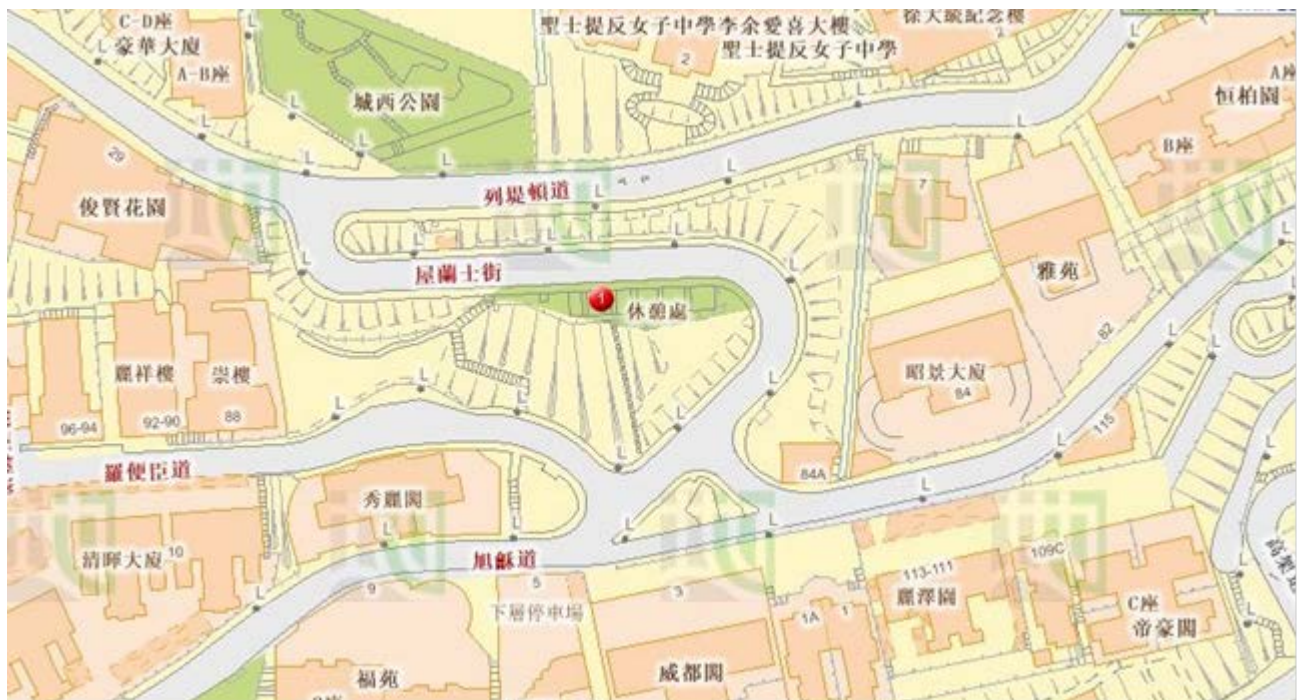 C-D座
豪華大廈
A-B座
城西公園
聖士提反女子中學李余愛喜大樓
2
聖士提反女子中學
A座
恒柏園
B座
29
俊賢花園
列堤頓道
7
屋蘭士街
1
休憩處
雅苑
82
麗祥樓
崇樓
昭景大廈
84
96-94
92-90
88
115
羅便臣道
84A
秀麗閣
清暉大廈
10
旭龢道
9
5
下層停車場
3
1A
1
113-111
麗澤園
109C
C座
帝豪閣
福苑
威都閣